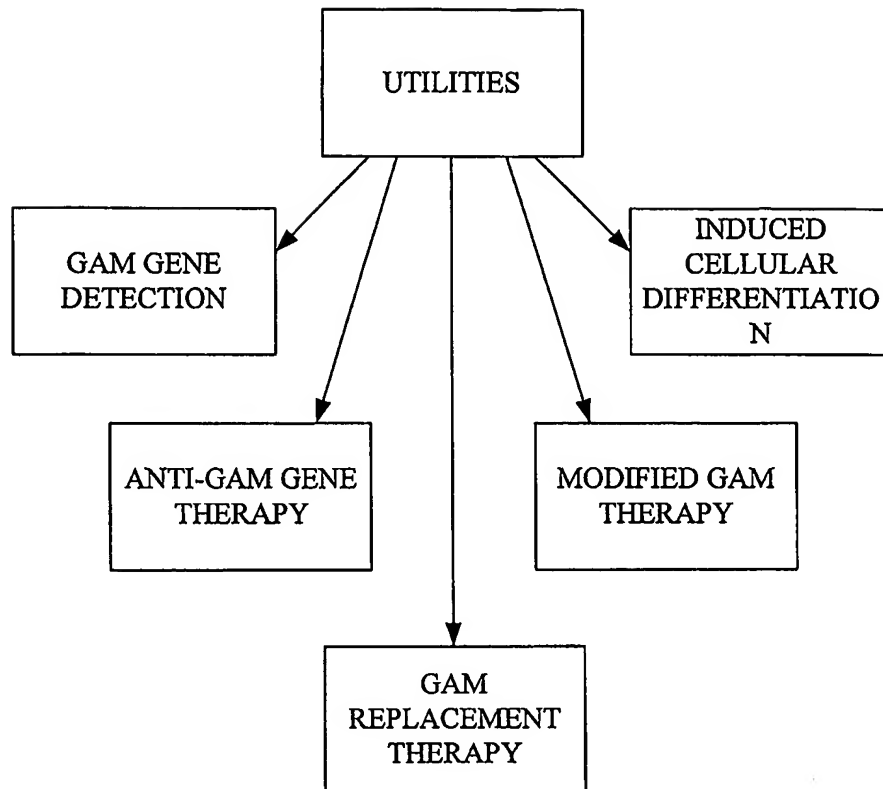 UTILITIES
GAM GENE
DETECTION
INDUCED
CELLULAR
DIFFERENTIATIO
N
ANTI-GAM GENE
THERAPY
MODIFIED GAM
THERAPY
GAM
REPLACEMENT
THERAPY